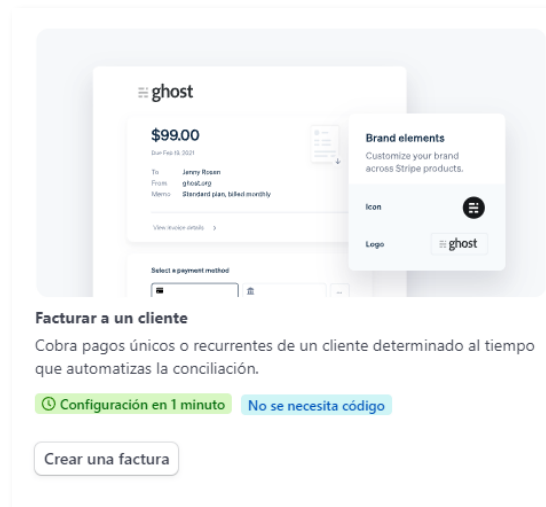 ghost
$99.00
Due Feb 19, 2021
To Jenny Rosen
From ghost.org
Memo Standard plan, billed monthly
View invoice details >
Select a payment method
Brand elements
Customize your brand
across Stripe products.
Icon
Logo ghost
Facturar a un cliente
Cobra pagos únicos o recurrentes de un cliente determinado al tiempo
que automatizas la conciliación.
Configuración en 1 minuto No se necesita código
Crear una factura